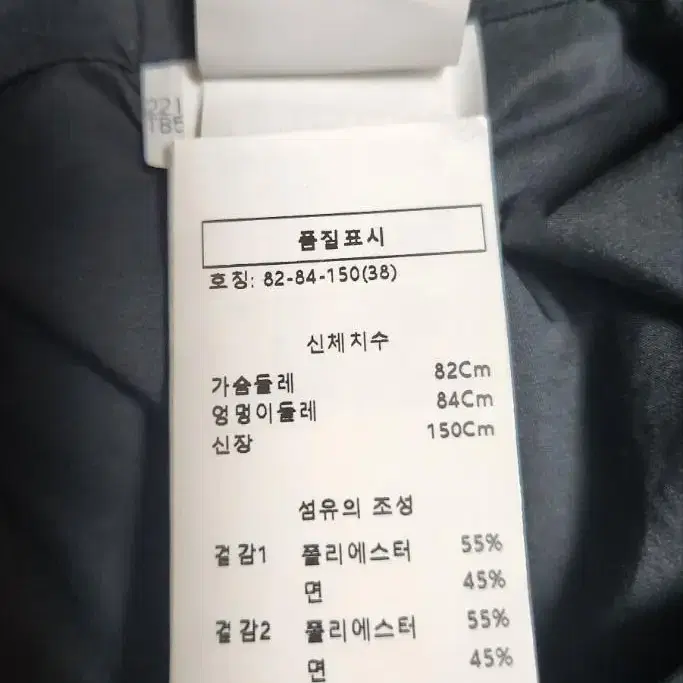 221
품질표시
호칭: 82-84-150(38)
신체치수
가슴둘레 82Cm
엉덩이둘레 84Cm
신장 150Cm
섬유의 조성
겉감1 폴리에스터 55%
면 45%
겉감2 폴리에스터 55%
면 45%